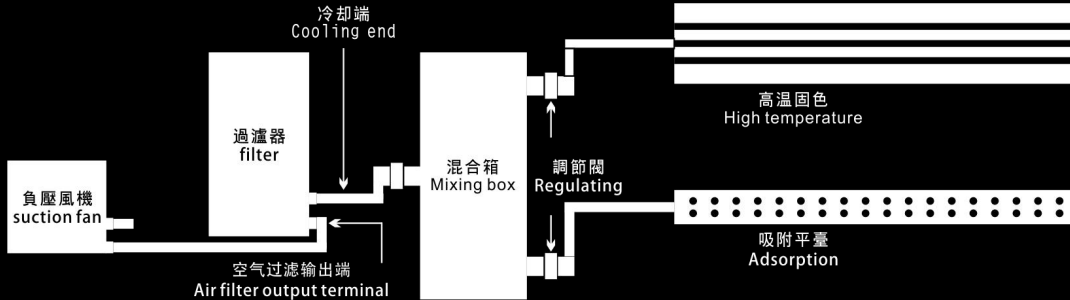 冷却端
Cooling end
過濾器
filter
負壓風機
suction fan
混合箱
Mixing box
調節閥
Regulating
高温固色
High temperature
吸附平臺
Adsorption
空气过滤输出端
Air filter output terminal